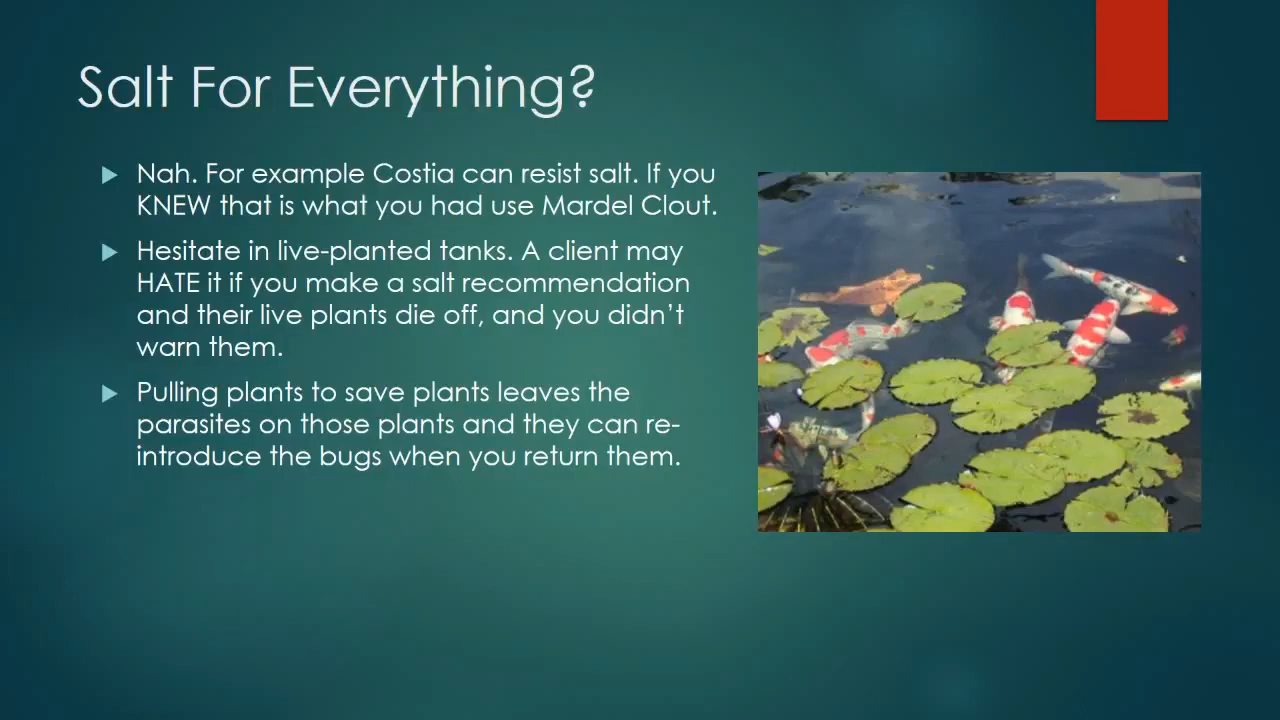 Salt For Everything?
Nah. For example Costia can resist salt. If you
KNEW that is what you had use Mardel Clout.
Hesitate in live-planted tanks. A client may
HATE it if you make a salt recommendation
and their live plants die off, and you didn't
warn them.
Pulling plants to save plants leaves the
parasites on those plants and they can re-
introduce the bugs when you return them.